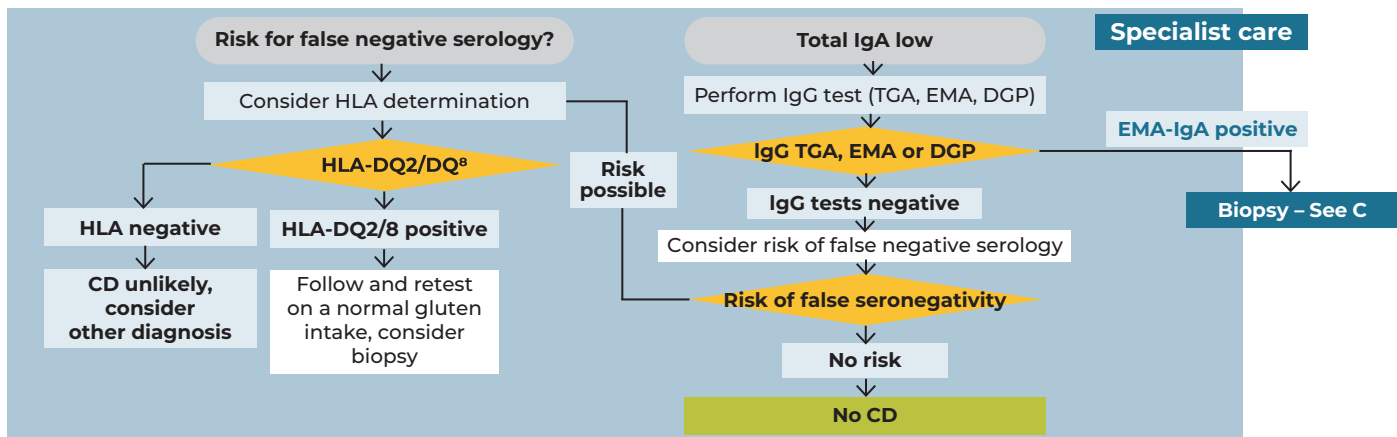 Risk for false negative serology?
Total IgA low
Specialist care
Consider HLA determination
Perform IgG test (TGA, EMA, DGP)
EMA-IgA positive
HLA-DQ2/DQ⁸
Risk
possible
IgG TGA, EMA or DGP
Biopsy – See C
HLA negative
HLA-DQ2/8 positive
IgG tests negative
Consider risk of false negative serology
CD unlikely,
consider
other diagnosis
Follow and retest
on a normal gluten
intake, consider
biopsy
Risk of false seronegativity
No risk
No CD